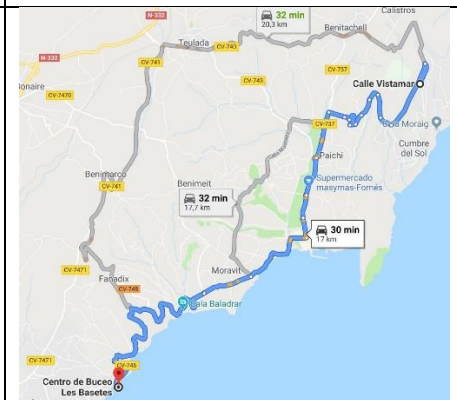 Calistros
N-332
32 min
20,3 km
Benitachell
Teulada
CV-740
N-332
CV-741
CV-743
CV-737
Calle Vistamar
onaire
CV-7470
Cala Moraig
CV-737
Cumbre
del Sol
Paichi
Supermercado
masymas-Fornés
Benimarco
CV-741
Benimeit
32 min
17,7 km
30 min
17 km
CV-7471
Fanadix
Moravit
CV-746
Cala Baladrar
CV-7471
CV-746
Centro de Buceo
Les Basetes